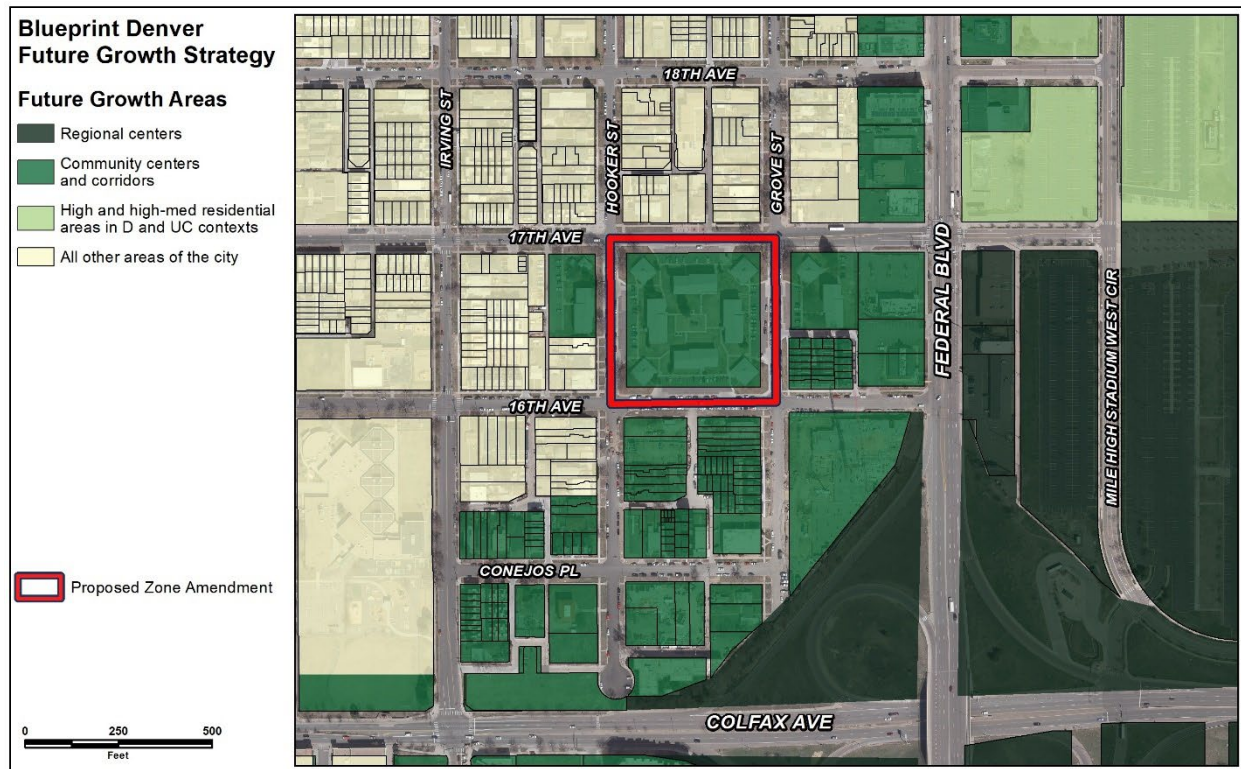 Blueprint Denver
Future Growth Strategy
Future Growth Areas
Regional centers
Community centers
and corridors
High and high-med residential
areas in D and UC contexts
All other areas of the city
Proposed Zone Amendment
0 250 500
Feet
18TH AVE
IRVING ST
HOOKER ST
GROVE ST
17TH AVE
FEDERAL BLVD
MILE HIGH STADIUM WEST CIR
16TH AVE
CONEJOS PL
COLFAX AVE